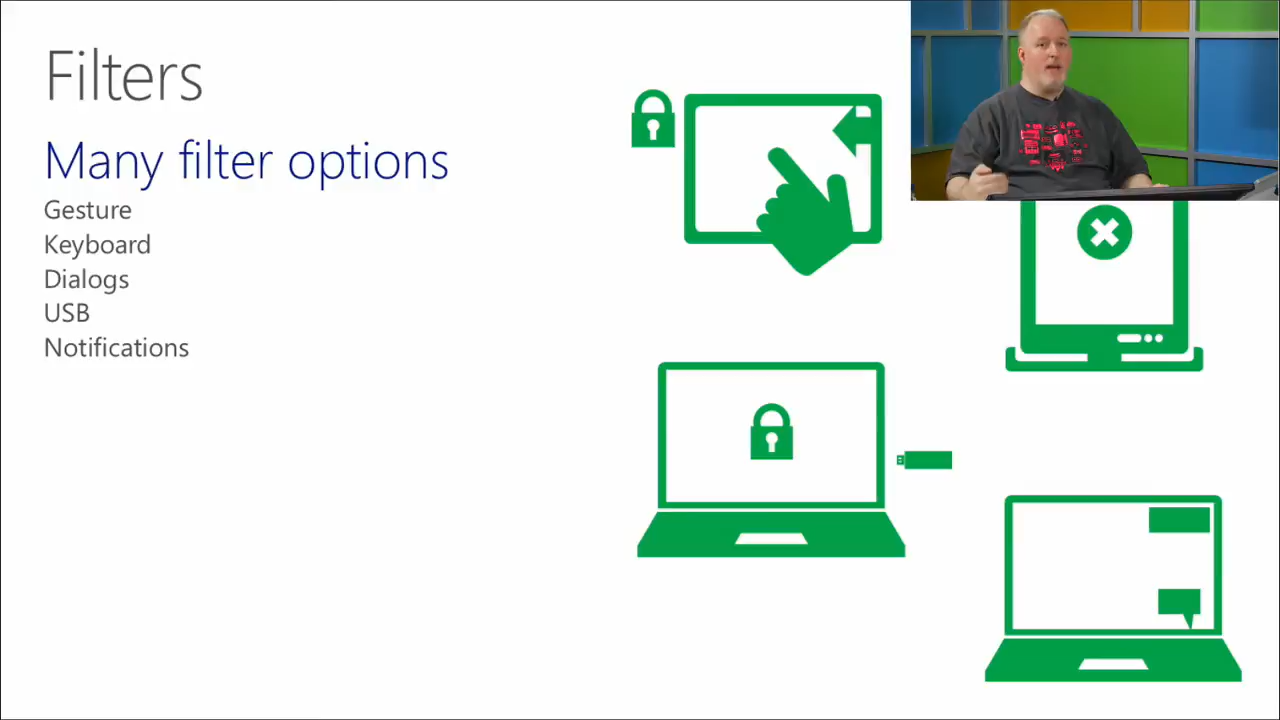 Filters
Many filter options
Gesture
Keyboard
Dialogs
USB
Notifications